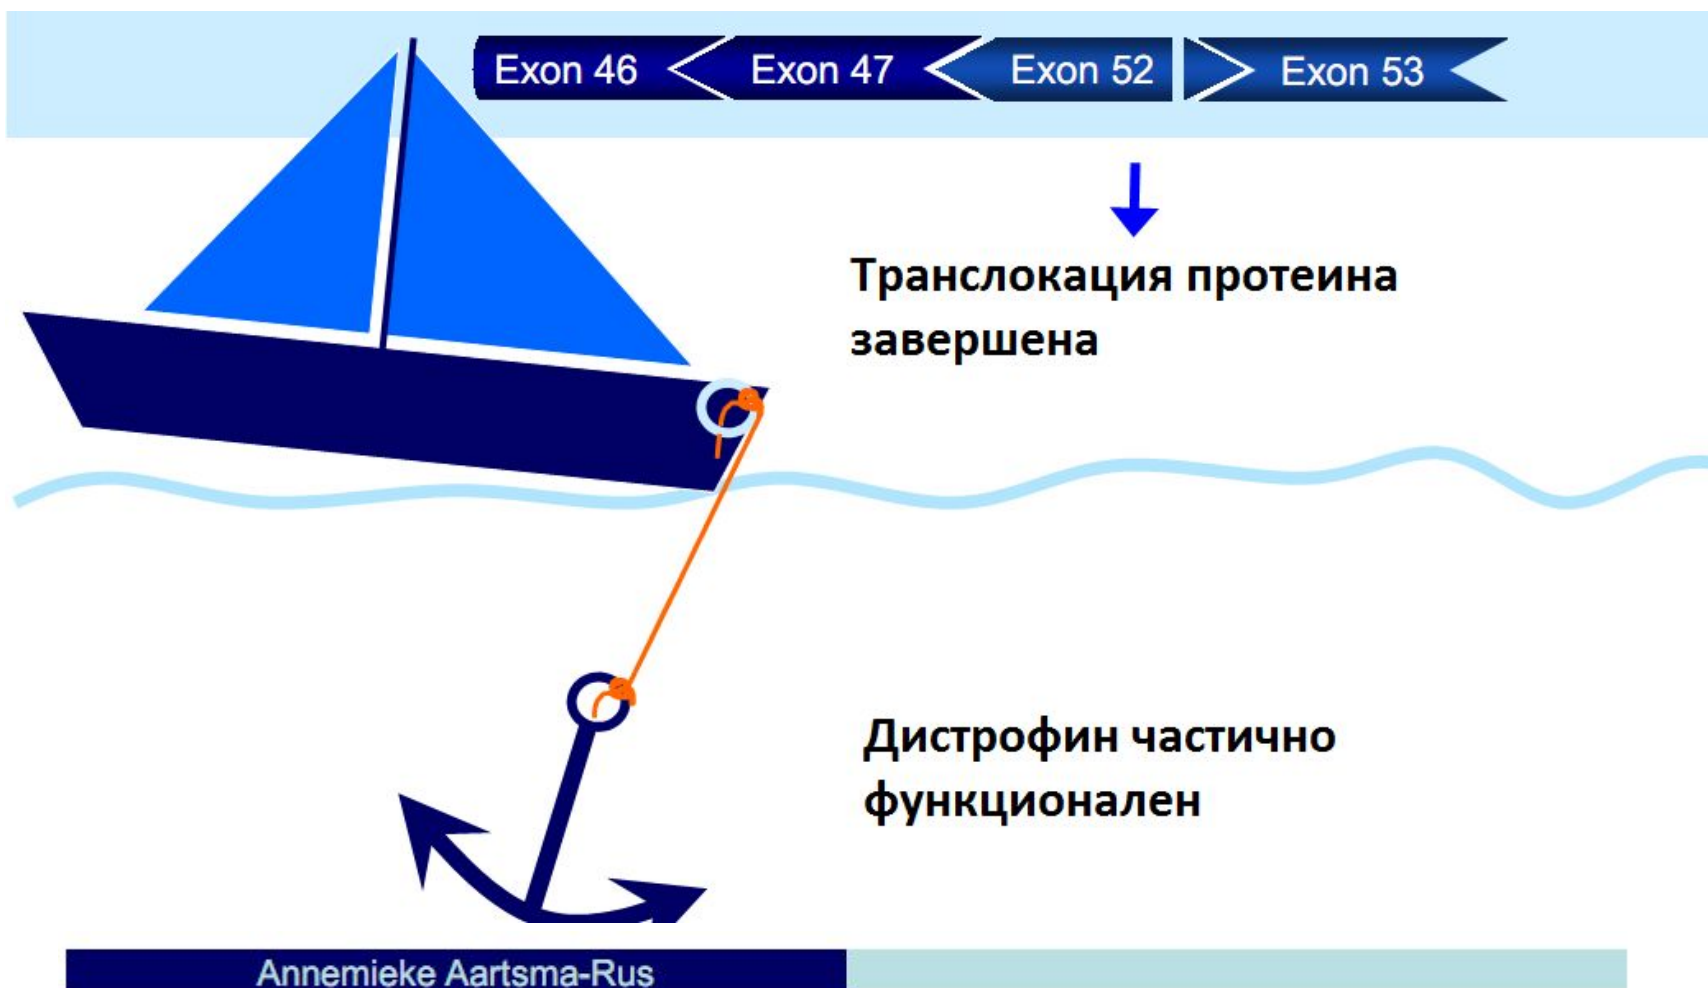 Exon 46 Exon 47 Exon 52 Exon 53
Транслокация протеина
завершена
Дистрофин частично
функционален
Annemieke Aartsma-Rus